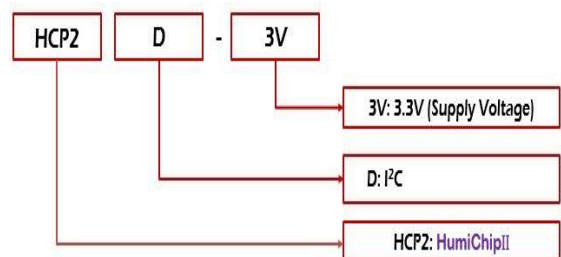 HCP2 D - 3V
3V: 3.3V (Supply Voltage)
D: I²C
HCP2: HumiChipII